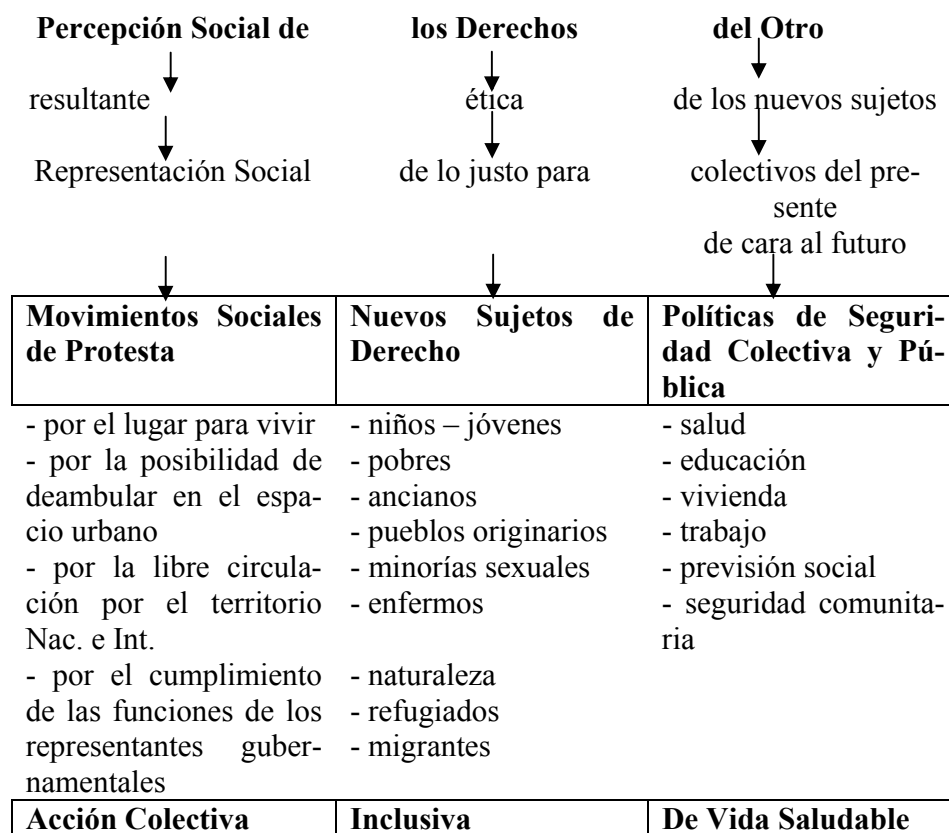 Percepción Social de los Derechos del Otro
resultante ética de los nuevos sujetos
Representación Social de lo justo para colectivos del pre-
sente
de cara al futuro
Movimientos Sociales
de Protesta
Nuevos Sujetos de
Derecho
Políticas de Seguri-
dad Colectiva y Pú-
blica
- por el lugar para vivir
- por la posibilidad de
deambular en el espa-
cio urbano
- por la libre circula-
ción por el territorio
Nac. e Int.
- por el cumplimiento
de las funciones de los
representantes guber-
namentales
- niños – jóvenes
- pobres
- ancianos
- pueblos originarios
- minorías sexuales
- enfermos
- naturaleza
- refugiados
- migrantes
- salud
- educación
- vivienda
- trabajo
- previsión social
- seguridad comunita-
ria
Acción Colectiva Inclusiva De Vida Saludable